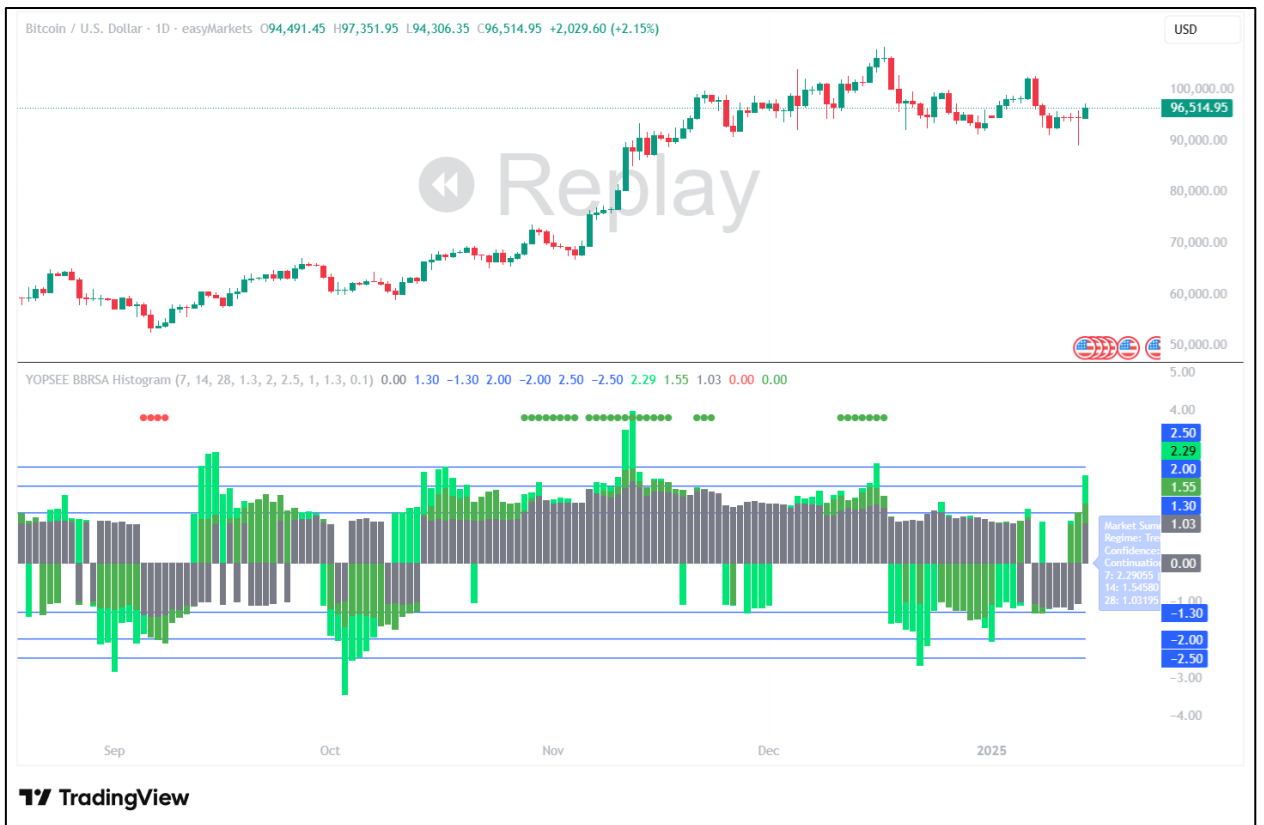 Bitcoin / U.S. Dollar · 1D · easyMarkets O94,491.45 H97,351.95 L94,306.35 C96,514.95 +2,029.60 (+2.15%)
USD
100,000.00
96,514.95
90,000.00
Replay
80,000.00
70,000.00
60,000.00
50,000.00
YOPSEE BBRSA Histogram (7, 14, 28, 1.3, 2, 2.5, 1, 1.3, 0.1) 0.00 1.30 −1.30 2.00 −2.00 2.50 −2.50 2.29 1.55 1.03 0.00 0.00
5.00
4.00
2.50
2.29
2.00
1.55
1.30
1.03
Market Sum
Regime: Tre
Confidence:
Continuation
7: 2.29055 |
14: 1.54580
28: 1.03195
0.00
−1.00
−1.30
−2.00
−2.50
−3.00
−4.00
Sep Oct Nov Dec 2025
TradingView